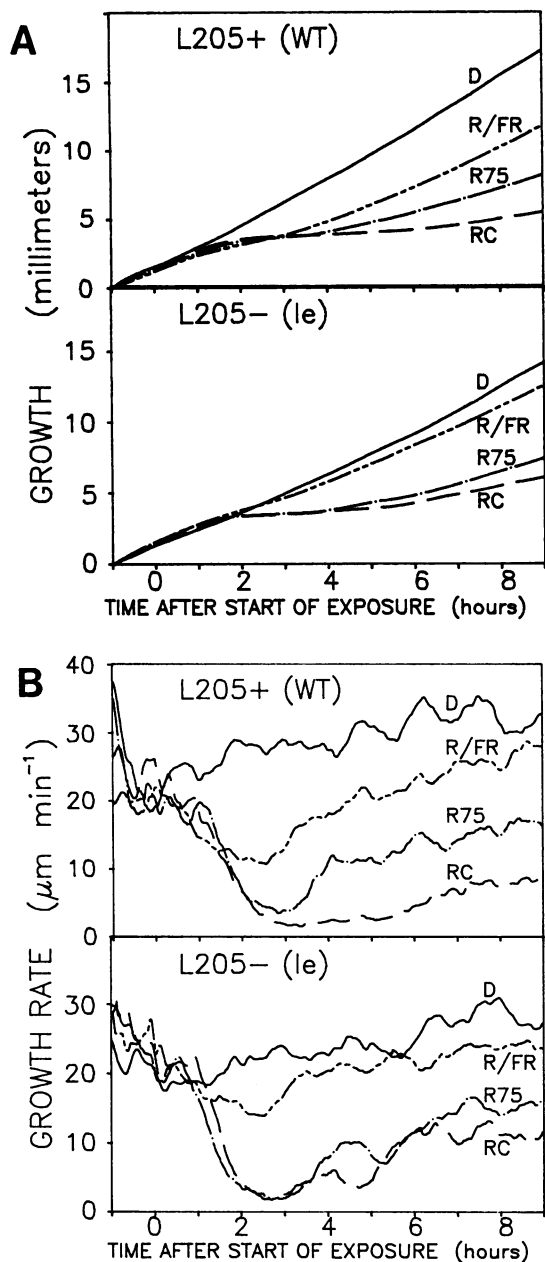 A
L205+ (WT)
15
10
5
0
D
R/FR
R75
RC
L205− (le)
15
10
5
0
D
R/FR
R75
RC
GROWTH (millimeters)
0 2 4 6 8
TIME AFTER START OF EXPOSURE (hours)
B
L205+ (WT)
40
30
20
10
0
D
R/FR
R75
RC
L205− (le)
30
20
10
0
D
R/FR
R75
RC
GROWTH RATE (μm min⁻¹)
0 2 4 6 8
TIME AFTER START OF EXPOSURE (hours)